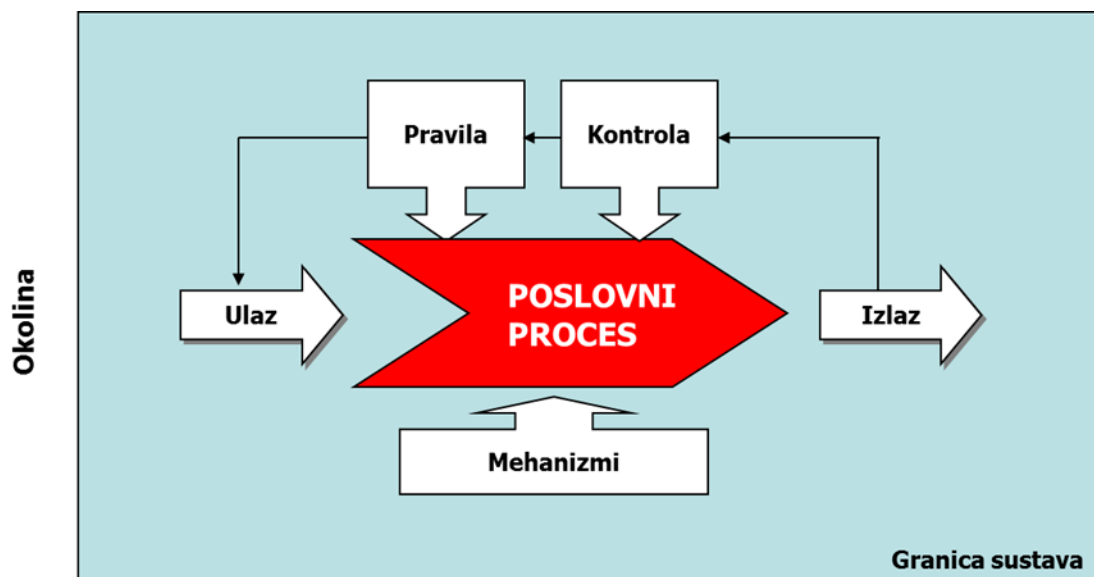 Okolina
Pravila
Kontrola
Ulaz
POSLOVNI
PROCES
Izlaz
Mehanizmi
Granica sustava